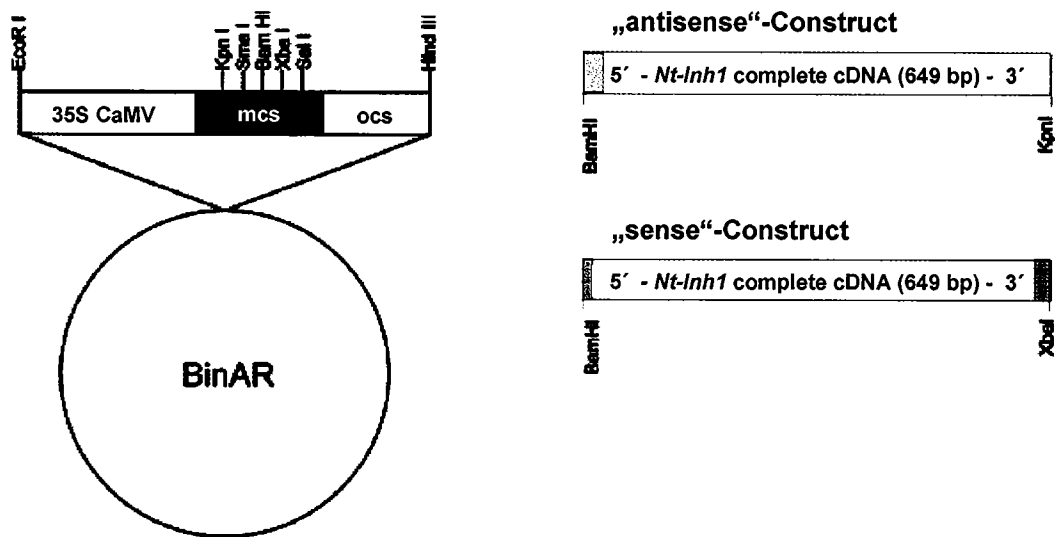 EcoR I
Kpn I
Sma I
Bam HI
Xba I
Sal I
Hind III
35S CaMV mcs ocs
BinAR
„antisense“-Construct
5´ - Nt-Inh1 complete cDNA (649 bp) - 3´
BamHI
KpnI
„sense“-Construct
5´ - Nt-Inh1 complete cDNA (649 bp) - 3´
BamHI
XbaI